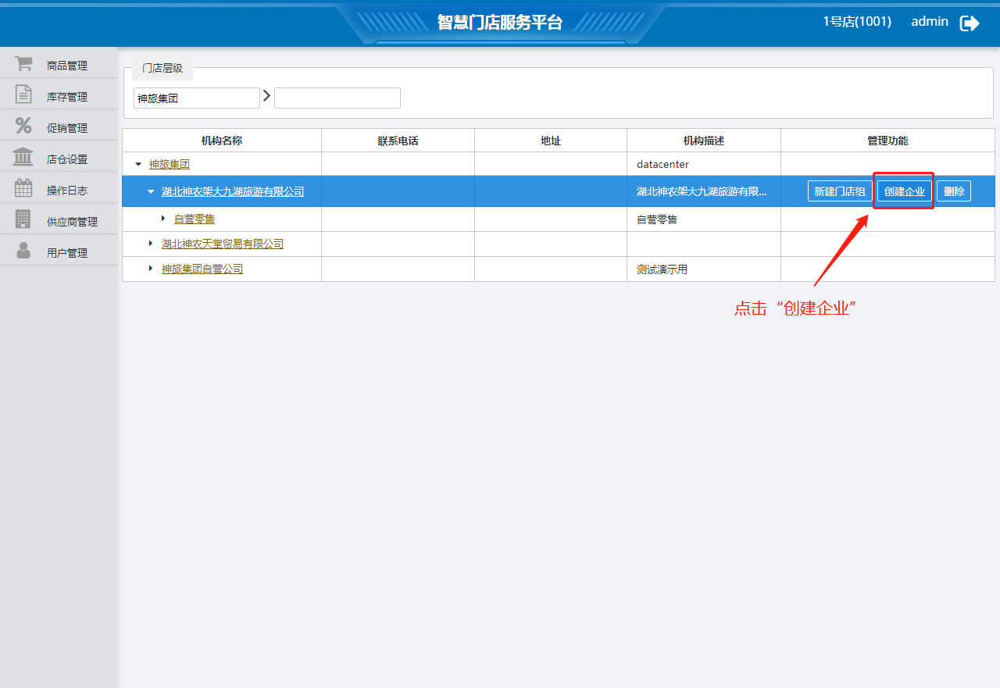 智慧门店服务平台
1号店(1001) admin
商品管理
库存管理
促销管理
店仓设置
操作日志
供应商管理
用户管理
门店层级
神旅集团
机构名称 联系电话 地址 机构描述 管理功能
神旅集团 datacenter
湖北神农架大九湖旅游有限公司 湖北神农架大九湖旅游有限... 新建门店组 创建企业 删除
自营零售 自营零售
湖北神农天堂贸易有限公司
神旅集团自营公司 测试演示用
点击“创建企业”